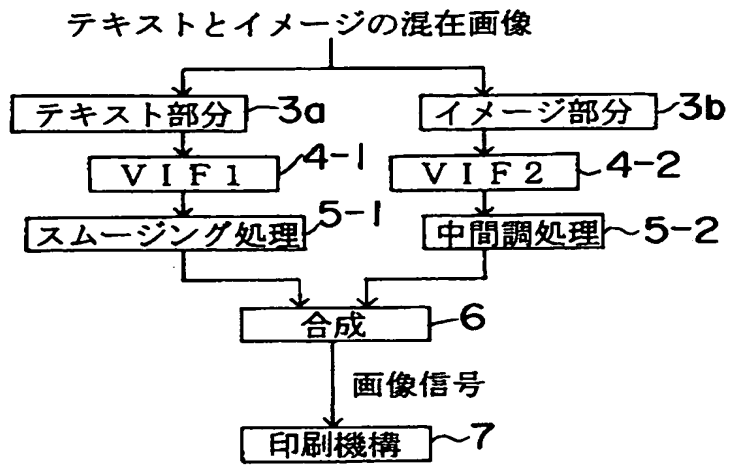 テキストとイメージの混在画像
テキスト部分 3a
イメージ部分 3b
VIF1 4-1
VIF2 4-2
スムージング処理 5-1
中間調処理 5-2
合成 6
画像信号
印刷機構 7